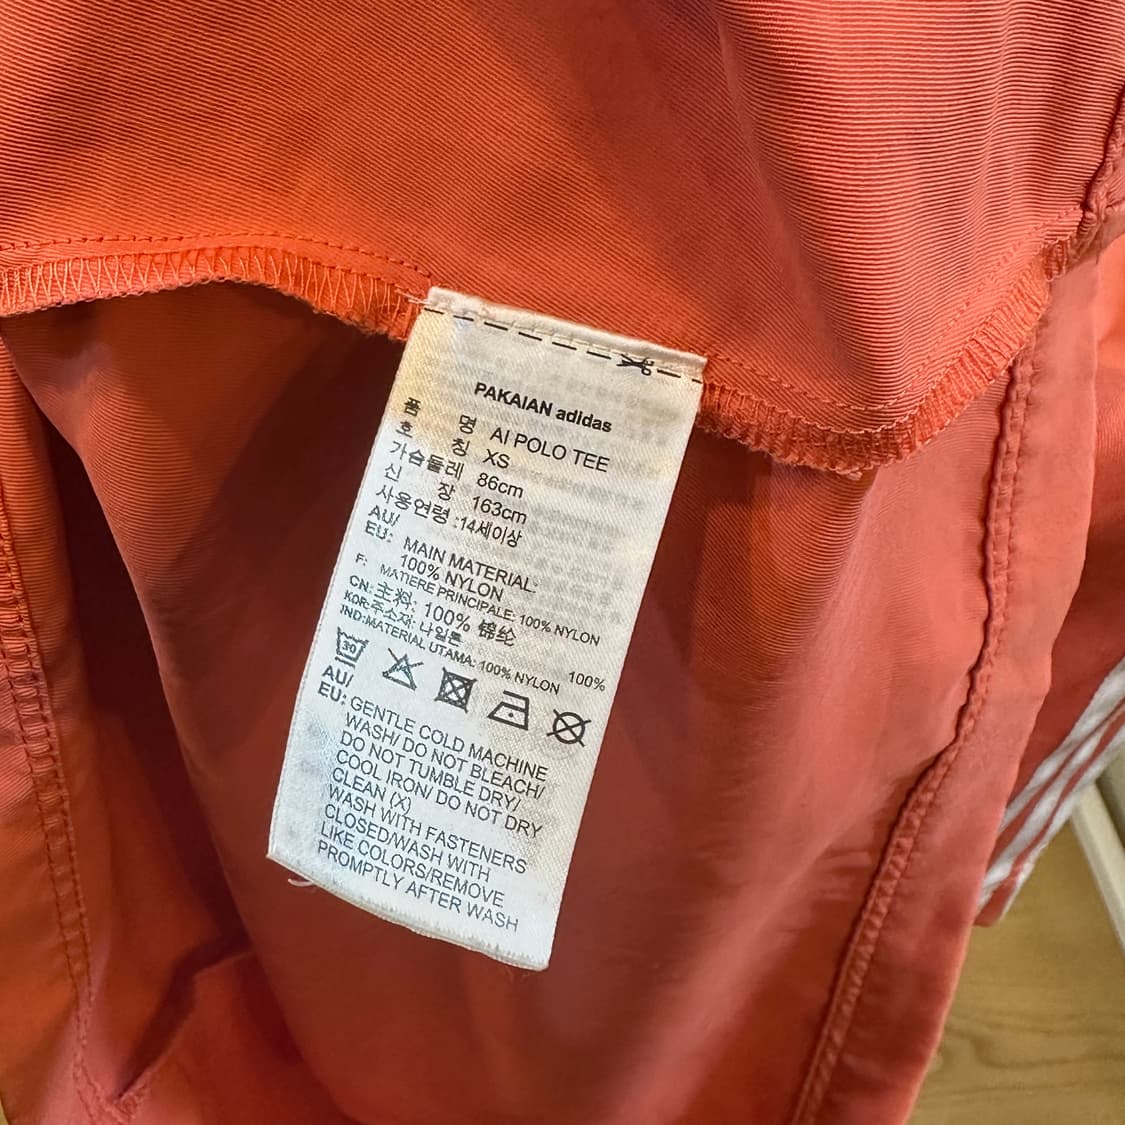 PAKAIAN adidas
품 명 AI POLO TEE
호 칭 XS
가슴둘레 86cm
신 장 163cm
사용연령 :14세이상
AU/
EU: MAIN MATERIAL:
100% NYLON
F: MATIERE PRINCIPALE: 100% NYLON
CN: 主料: 100% 锦纶
KOR:주소재: 나일론 100%
IND:MATERIAL UTAMA: 100% NYLON
30
AU/
EU: GENTLE COLD MACHINE
WASH/ DO NOT BLEACH/
DO NOT TUMBLE DRY/
COOL IRON/ DO NOT DRY
CLEAN (X)
WASH WITH FASTENERS
CLOSED/WASH WITH
LIKE COLORS/REMOVE
PROMPTLY AFTER WASH